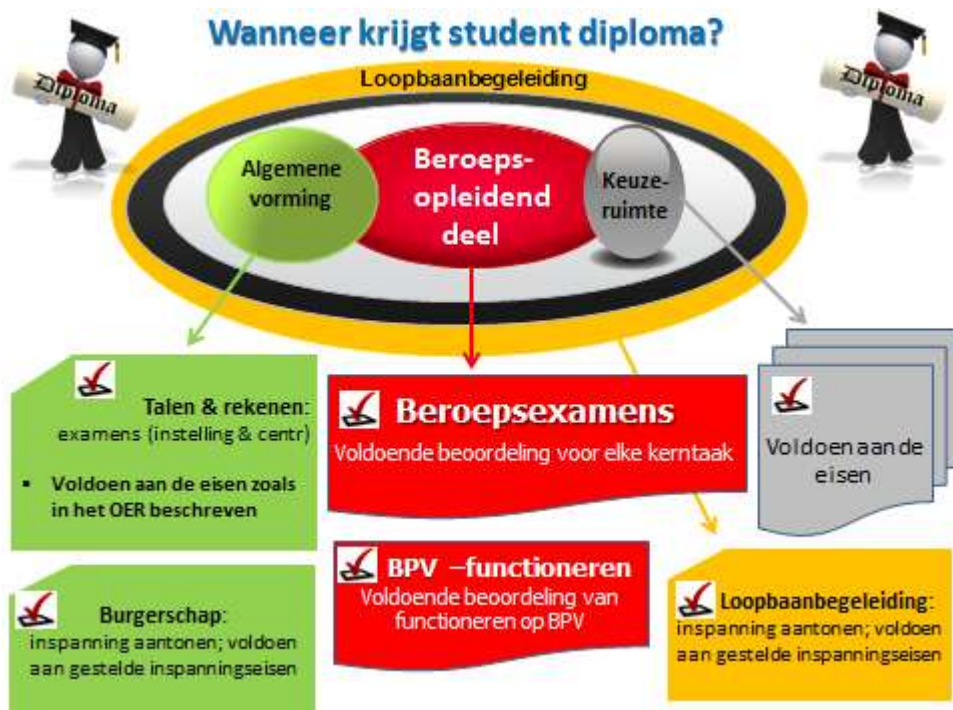 Wanneer krijgt student diploma?
Diploma
Diploma
Loopbaanbegeleiding
Algemene
vorming
Beroeps-
opleidend
deel
Keuze-
ruimte
Talen & rekenen:
examens (instelling & centr)
▪ Voldoen aan de eisen zoals
in het OER beschreven
Beroepsexamens
Voldoende beoordeling voor elke kerntaak
Voldoen aan de
eisen
Burgerschap:
inspanning aantonen; voldoen
aan gestelde inspanningseisen
BPV –functioneren
Voldoende beoordeling van
functioneren op BPV
Loopbaanbegeleiding:
inspanning aantonen; voldoen
aan gestelde inspanningseisen